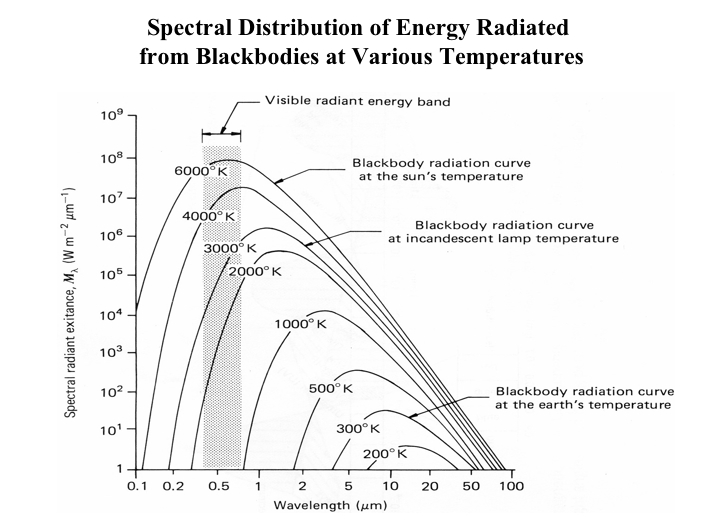 Spectral Distribution of Energy Radiated
from Blackbodies at Various Temperatures
Visible radiant energy band
10⁹
10⁸
10⁷
10⁶
10⁵
10⁴
10³
10²
10¹
1
Spectral radiant exitance, Mλ (W m⁻² μm⁻¹)
6000°K
Blackbody radiation curve
at the sun's temperature
4000°K
Blackbody radiation curve
at incandescent lamp temperature
3000°K
2000°K
1000°K
500°K
Blackbody radiation curve
at the earth's temperature
300°K
200°K
0.1 0.2 0.5 1 2 5 10 20 50 100
Wavelength (μm)